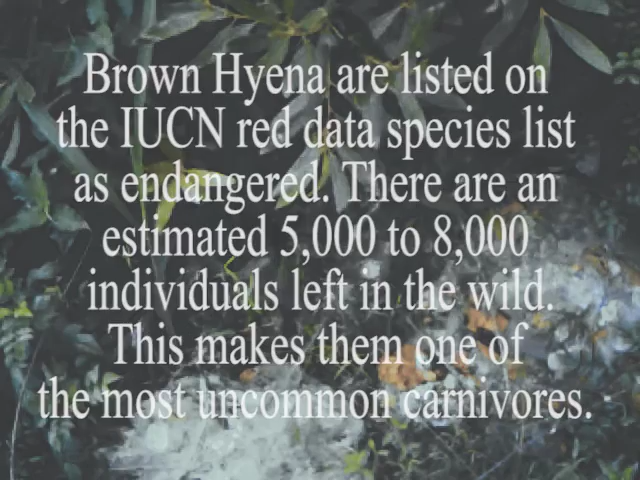 Brown Hyena are listed on
the IUCN red data species list
as endangered. There are an
estimated 5,000 to 8,000
individuals left in the wild.
This makes them one of
the most uncommon carnivores.